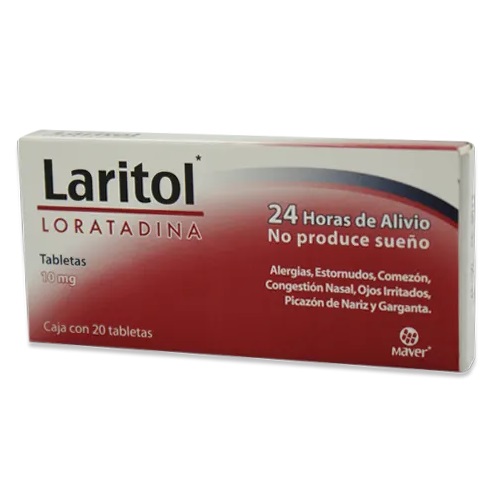 Laritol*
LORATADINA
Tabletas
10 mg
Caja con 20 tabletas
24 Horas de Alivio
No produce sueño
Alergias, Estornudos, Comezón,
Congestión Nasal, Ojos Irritados,
Picazón de Nariz y Garganta.
Maver*